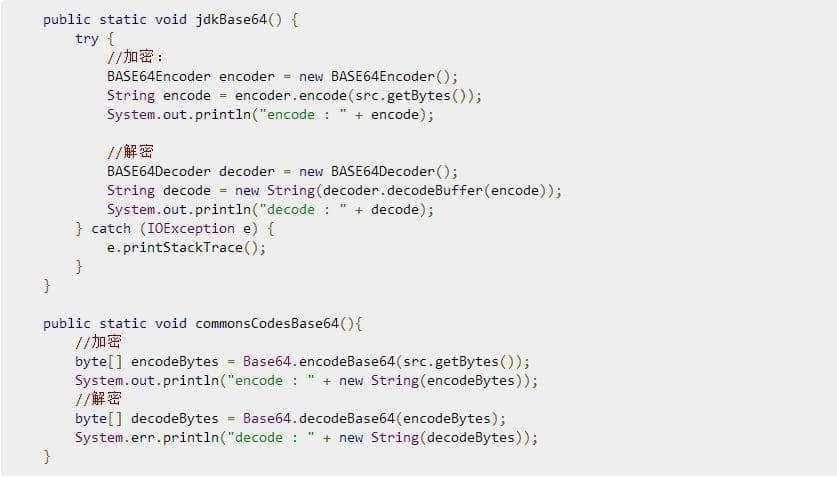 public static void jdkBase64() {
    try {
        //加密：
        BASE64Encoder encoder = new BASE64Encoder();
        String encode = encoder.encode(src.getBytes());
        System.out.println("encode : " + encode);

        //解密
        BASE64Decoder decoder = new BASE64Decoder();
        String decode = new String(decoder.decodeBuffer(encode));
        System.out.println("decode : " + decode);
    } catch (IOException e) {
        e.printStackTrace();
    }
}

public static void commonsCodesBase64(){
    //加密
    byte[] encodeBytes = Base64.encodeBase64(src.getBytes());
    System.out.println("encode : " + new String(encodeBytes));
    //解密
    byte[] decodeBytes = Base64.decodeBase64(encodeBytes);
    System.err.println("decode : " + new String(decodeBytes));
}